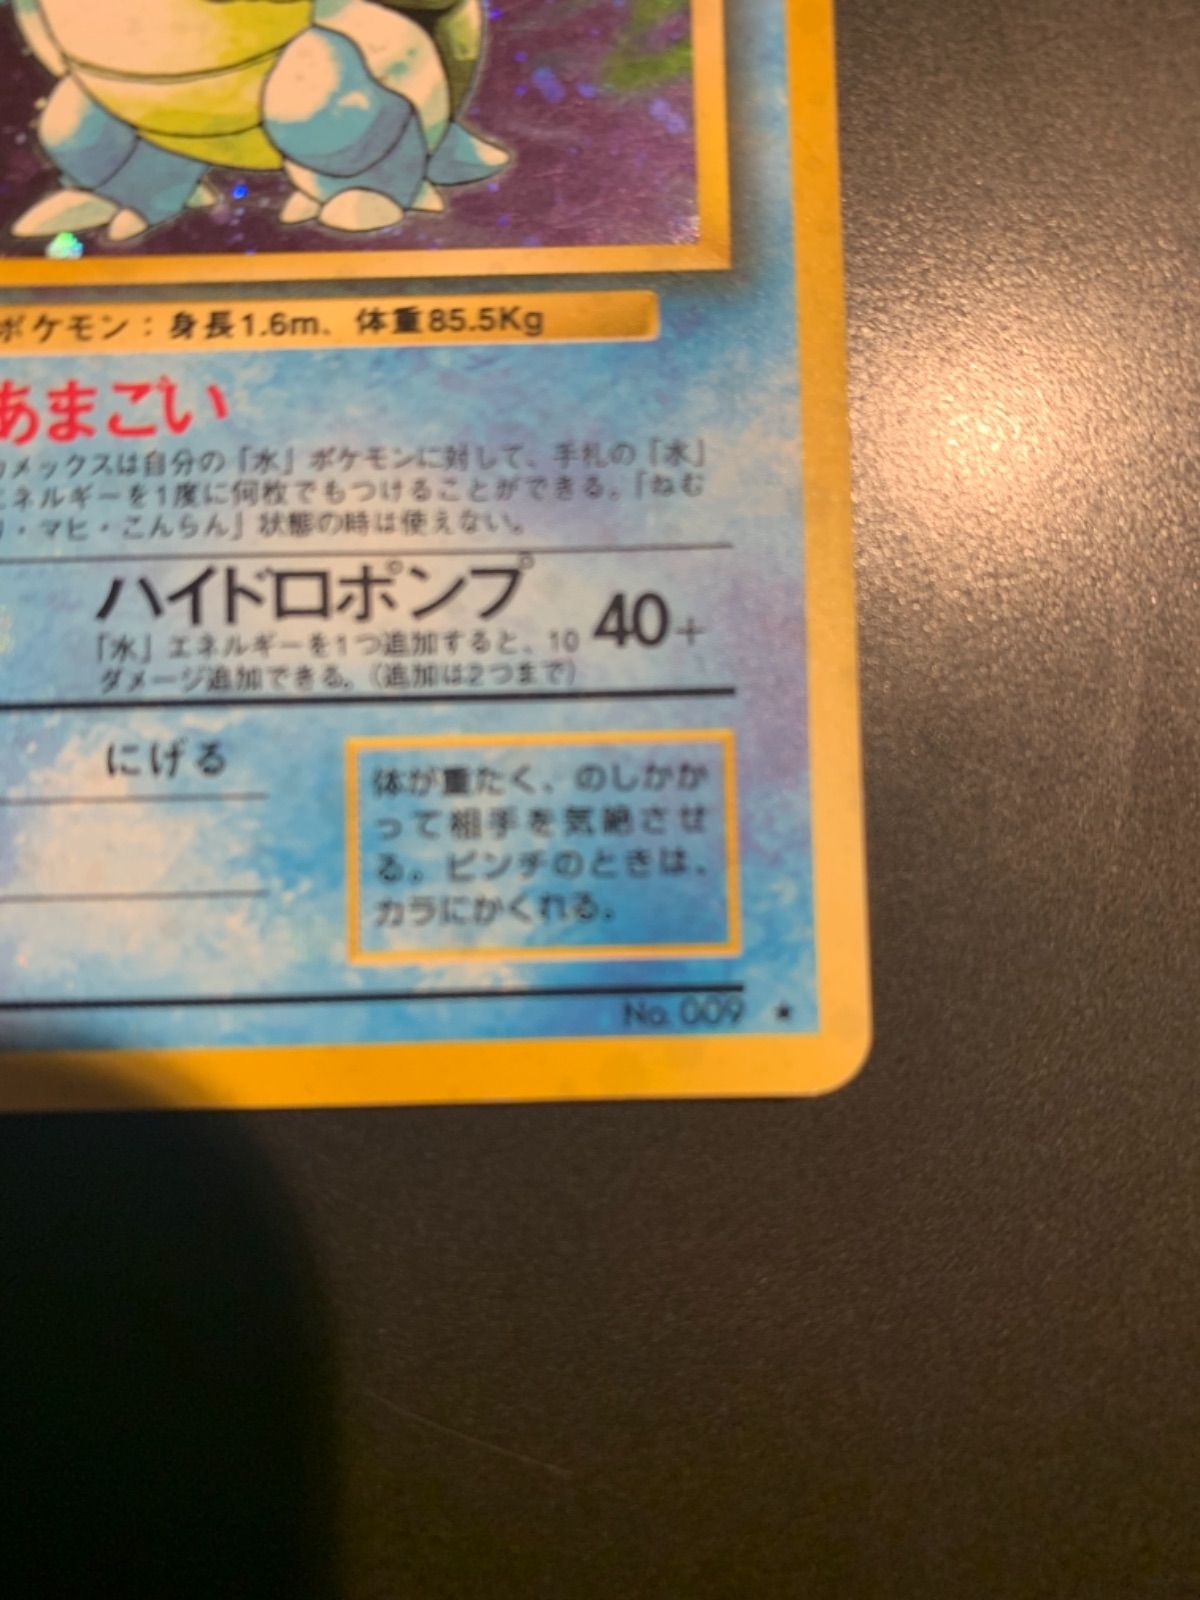 ポケモン：身長1.6m、体重85.5Kg
あまごい
カメックスは自分の「水」ポケモンに対して、手札の「水」
エネルギーを1度に何枚でもつけることができる。「ねむ
り・マヒ・こんらん」状態の時は使えない。
ハイドロポンプ 40+
「水」エネルギーを1つ追加すると、10
ダメージ追加できる。（追加は2つまで）
にげる
体が重たく、のしかか
って相手を気絶させ
る。ピンチのときは、
カラにかくれる。
No. 009 ★